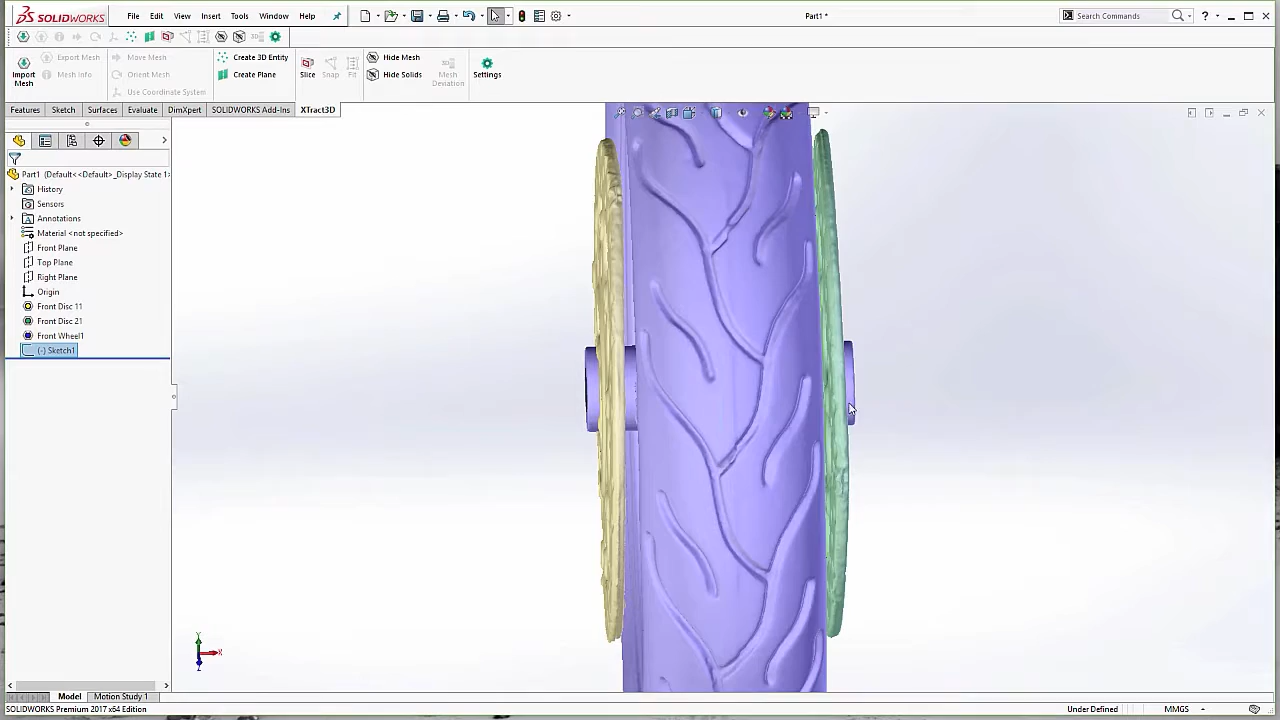 SOLIDWORKS File Edit View Insert Tools Window Help Part1 * Search Commands
Export Mesh Move Mesh Create 3D Entity Hide Mesh
Import Mesh Mesh Info Orient Mesh Create Plane Slice Snap Fit Hide Solids Mesh Deviation Settings
Use Coordinate System
Features Sketch Surfaces Evaluate DimXpert SOLIDWORKS Add-Ins XTract3D
Part1 (Default<<Default>_Display State 1>
History
Sensors
Annotations
Material <not specified>
Front Plane
Top Plane
Right Plane
Origin
Front Disc 11
Front Disc 21
Front Wheel1
(-) Sketch1
Y
X
Z
Model Motion Study 1
SOLIDWORKS Premium 2017 x64 Edition Under Defined MMGS